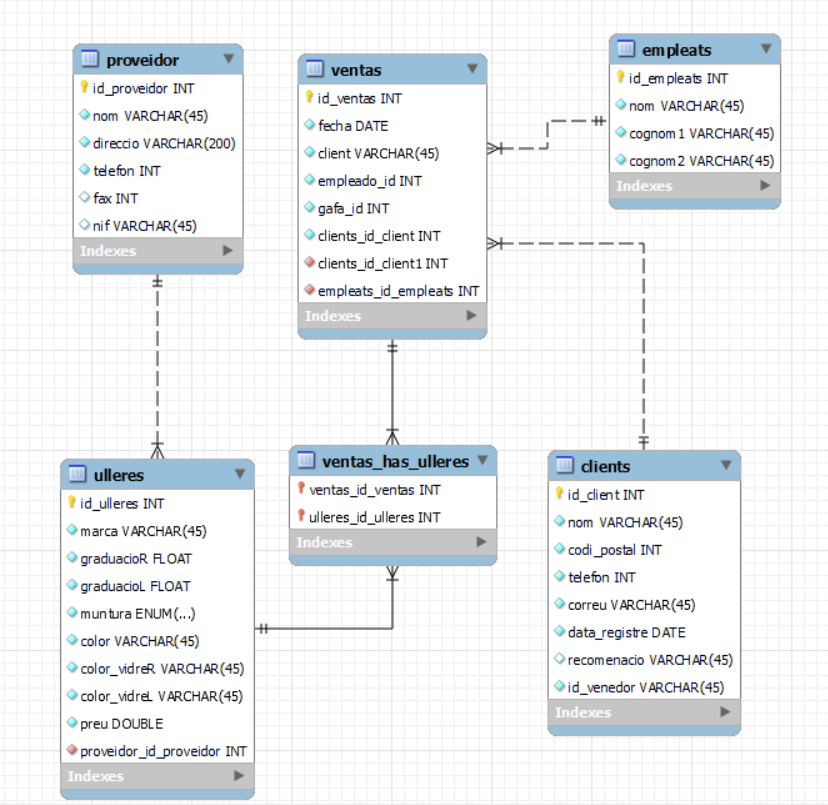 proveidor
id_proveidor INT
nom VARCHAR(45)
direccio VARCHAR(200)
telefon INT
fax INT
nif VARCHAR(45)
Indexes
ventas
id_ventas INT
fecha DATE
client VARCHAR(45)
empleado_id INT
gafa_id INT
clients_id_client INT
clients_id_client1 INT
empleats_id_empleats INT
Indexes
empleats
id_empleats INT
nom VARCHAR(45)
cognom1 VARCHAR(45)
cognom2 VARCHAR(45)
Indexes
ulleres
id_ulleres INT
marca VARCHAR(45)
graduacioR FLOAT
graduacioL FLOAT
muntura ENUM(...)
color VARCHAR(45)
color_vidreR VARCHAR(45)
color_vidreL VARCHAR(45)
preu DOUBLE
proveidor_id_proveidor INT
Indexes
ventas_has_ulleres
ventas_id_ventas INT
ulleres_id_ulleres INT
Indexes
clients
id_client INT
nom VARCHAR(45)
codi_postal INT
telefon INT
correu VARCHAR(45)
data_registre DATE
recomenacio VARCHAR(45)
id_venedor VARCHAR(45)
Indexes